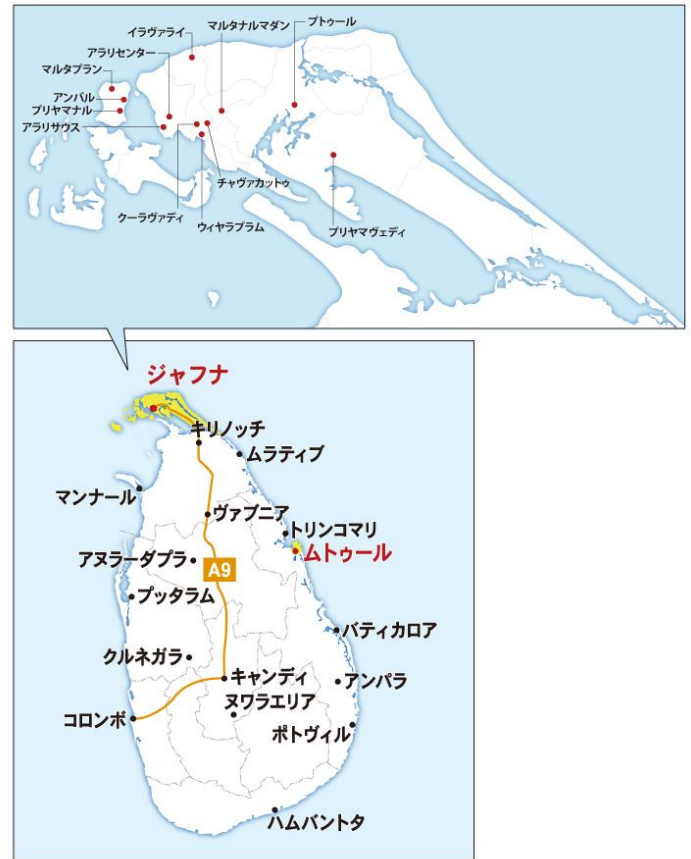 イラヴァライ
マルタナルマダン
プトゥール
アラリセンター
マルタプラン
アンバル
プリヤマナル
アラリサウス
チャヴァカットゥ
クーラヴァディ
ウィヤラプラム
プリヤマヴェディ
ジャフナ
キリノッチ
ムラティブ
マンナール
ヴァブニア
トリンコマリ
ムトゥール
アヌラーダプラ
A9
プッタラム
バティカロア
クルネガラ
キャンディ
アンパラ
ヌワラエリア
コロンボ
ポトヴィル
ハムバントタ